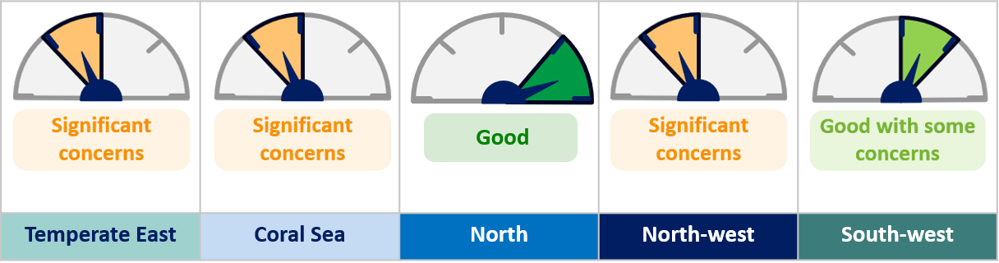 Significant
concerns
Significant
concerns
Good
Significant
concerns
Good with some
concerns
Temperate East
Coral Sea
North
North-west
South-west